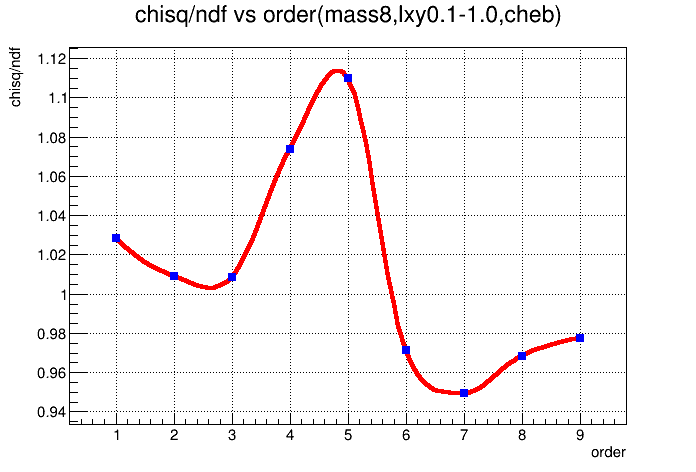 chisq/ndf vs order(mass8,lxy0.1-1.0,cheb)
chisq/ndf
1.12
1.1
1.08
1.06
1.04
1.02
1
0.98
0.96
0.94
1 2 3 4 5 6 7 8 9
order